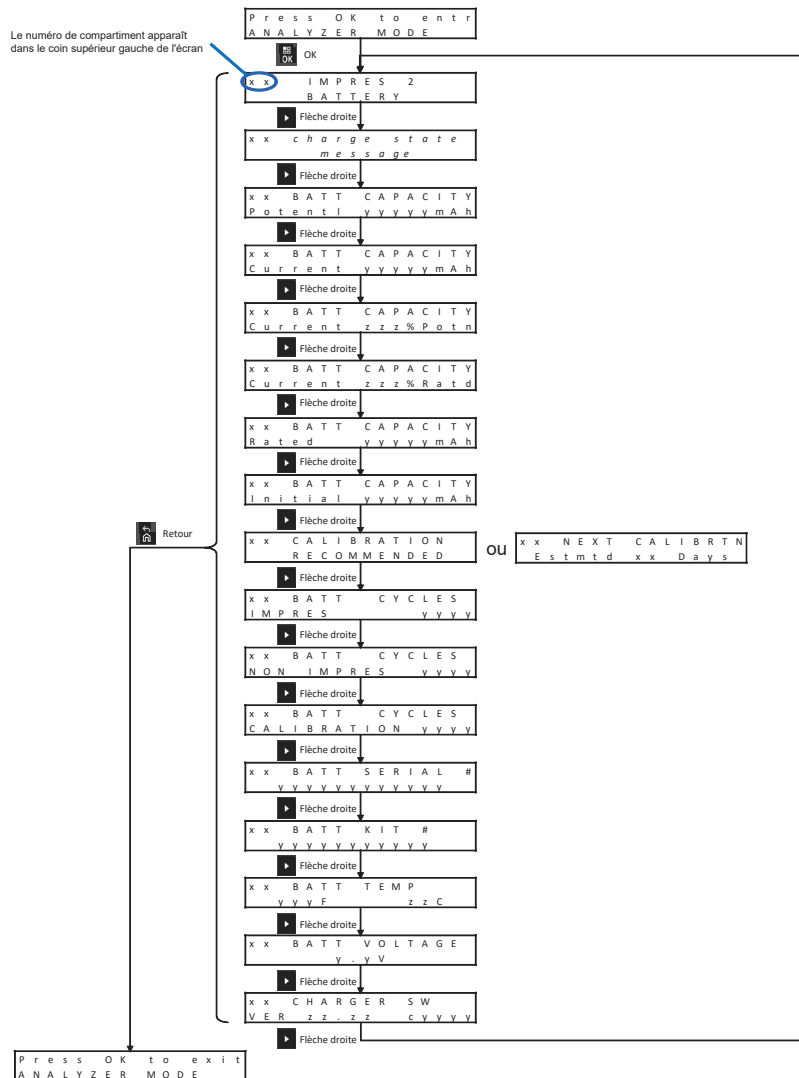 Press OK to entr
ANALYZER MODE
Le numéro de compartiment apparaît
dans le coin supérieur gauche de l'écran
OK
OK
xx IMPRES 2
BATTERY
Flèche droite
xx charge state
message
Flèche droite
xx BATT CAPACITY
Potentl yyyyymAh
Flèche droite
xx BATT CAPACITY
Current yyyyymAh
Flèche droite
xx BATT CAPACITY
Current zzz%Potn
Flèche droite
xx BATT CAPACITY
Current zzz%Ratd
Flèche droite
xx BATT CAPACITY
Rated yyyyymAh
Flèche droite
xx BATT CAPACITY
Initial yyyyymAh
Flèche droite
Retour
xx CALIBRATION
RECOMMENDED
ou
xx NEXT CALIBRTN
Estmtd xx Days
Flèche droite
xx BATT CYCLES
IMPRES yyyy
Flèche droite
xx BATT CYCLES
NON IMPRES yyyy
Flèche droite
xx BATT CYCLES
CALIBRATION yyyy
Flèche droite
xx BATT SERIAL #
yyyyyyyyyyyy
Flèche droite
xx BATT KIT #
yyyyyyyyyy
Flèche droite
xx BATT TEMP
yyyF zzC
Flèche droite
xx BATT VOLTAGE
y.yV
Flèche droite
xx CHARGER SW
VER zz.zz cyyyy
Flèche droite
Press OK to exit
ANALYZER MODE